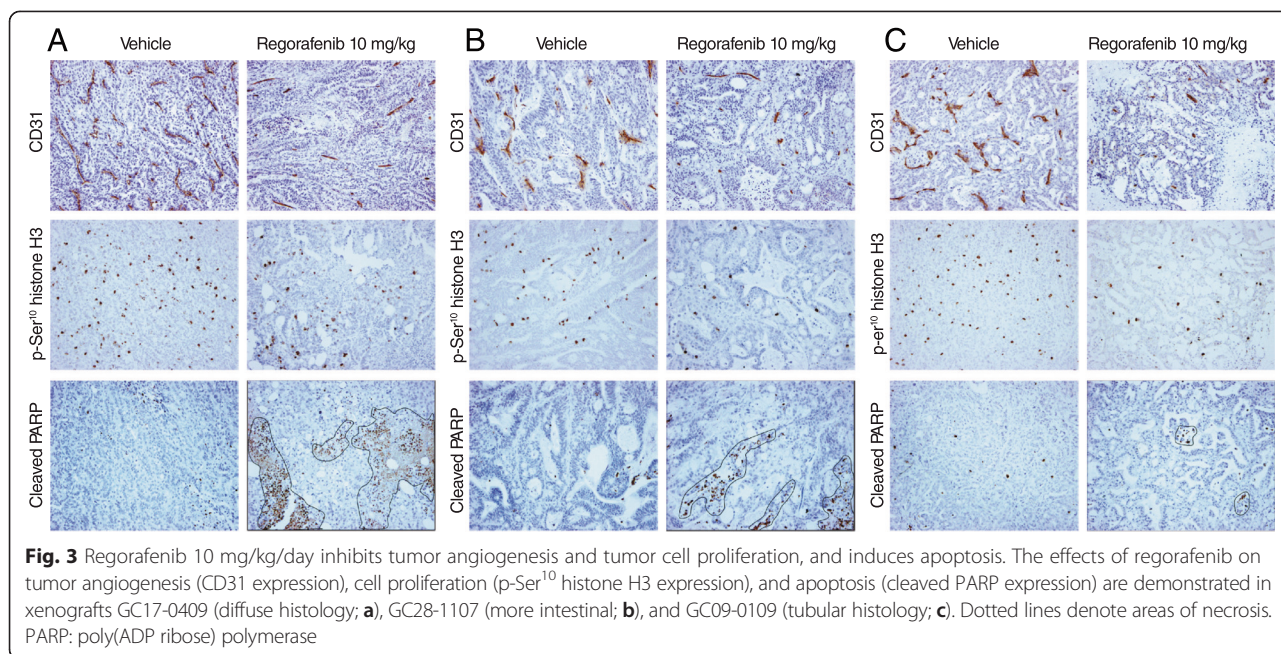 A
Vehicle
Regorafenib 10 mg/kg
B
Vehicle
Regorafenib 10 mg/kg
C
Vehicle
Regorafenib 10 mg/kg
CD31
CD31
CD31
p-Ser¹⁰ histone H3
p-Ser¹⁰ histone H3
p-er¹⁰ histone H3
Cleaved PARP
Cleaved PARP
Cleaved PARP
Fig. 3 Regorafenib 10 mg/kg/day inhibits tumor angiogenesis and tumor cell proliferation, and induces apoptosis. The effects of regorafenib on
tumor angiogenesis (CD31 expression), cell proliferation (p-Ser¹⁰ histone H3 expression), and apoptosis (cleaved PARP expression) are demonstrated in
xenografts GC17-0409 (diffuse histology; a), GC28-1107 (more intestinal; b), and GC09-0109 (tubular histology; c). Dotted lines denote areas of necrosis.
PARP: poly(ADP ribose) polymerase